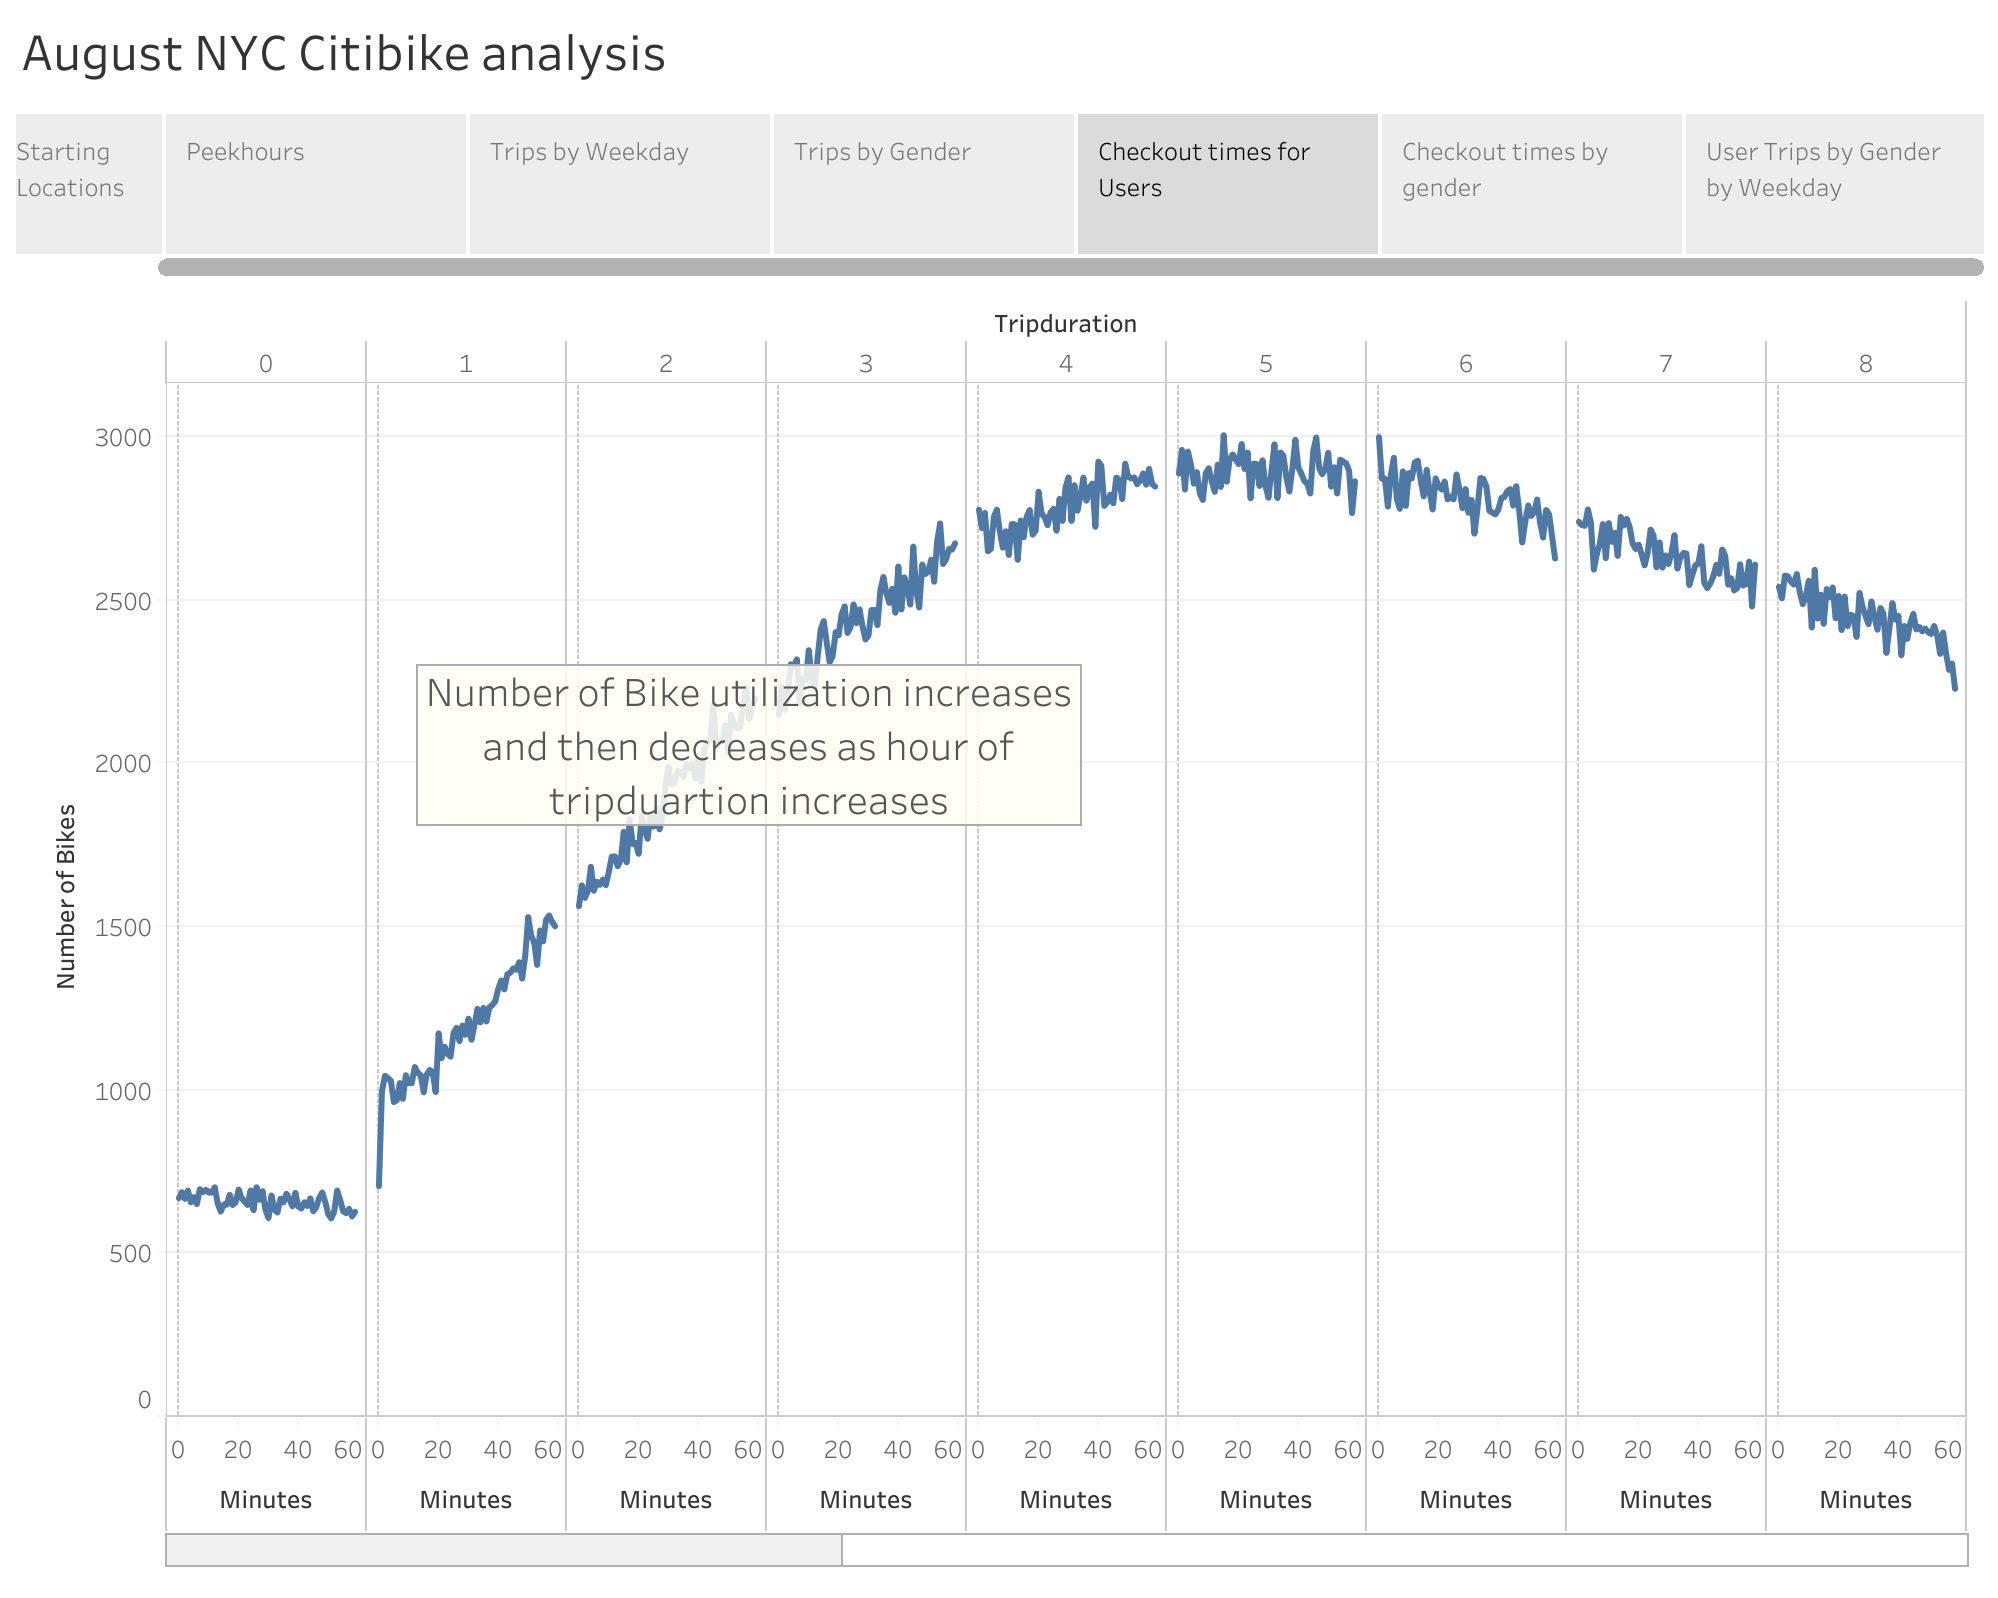 August NYC Citibike analysis
Starting
Locations
Peekhours
Trips by Weekday
Trips by Gender
Checkout times for
Users
Checkout times by
gender
User Trips by Gender
by Weekday
Tripduration
0 1 2 3 4 5 6 7 8
3000
2500
2000
1500
1000
500
0
Number of Bikes
Number of Bike utilization increases
and then decreases as hour of
tripduartion increases
0 20 40 60 0 20 40 60 0 20 40 60 0 20 40 60 0 20 40 60 0 20 40 60 0 20 40 60 0 20 40 60 0 20 40 60
Minutes Minutes Minutes Minutes Minutes Minutes Minutes Minutes Minutes